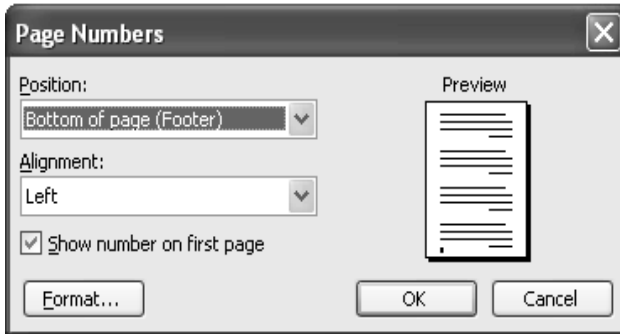 Page Numbers
Position:
Preview
Bottom of page (Footer)
Alignment:
Left
Show number on first page
Format...
OK
Cancel